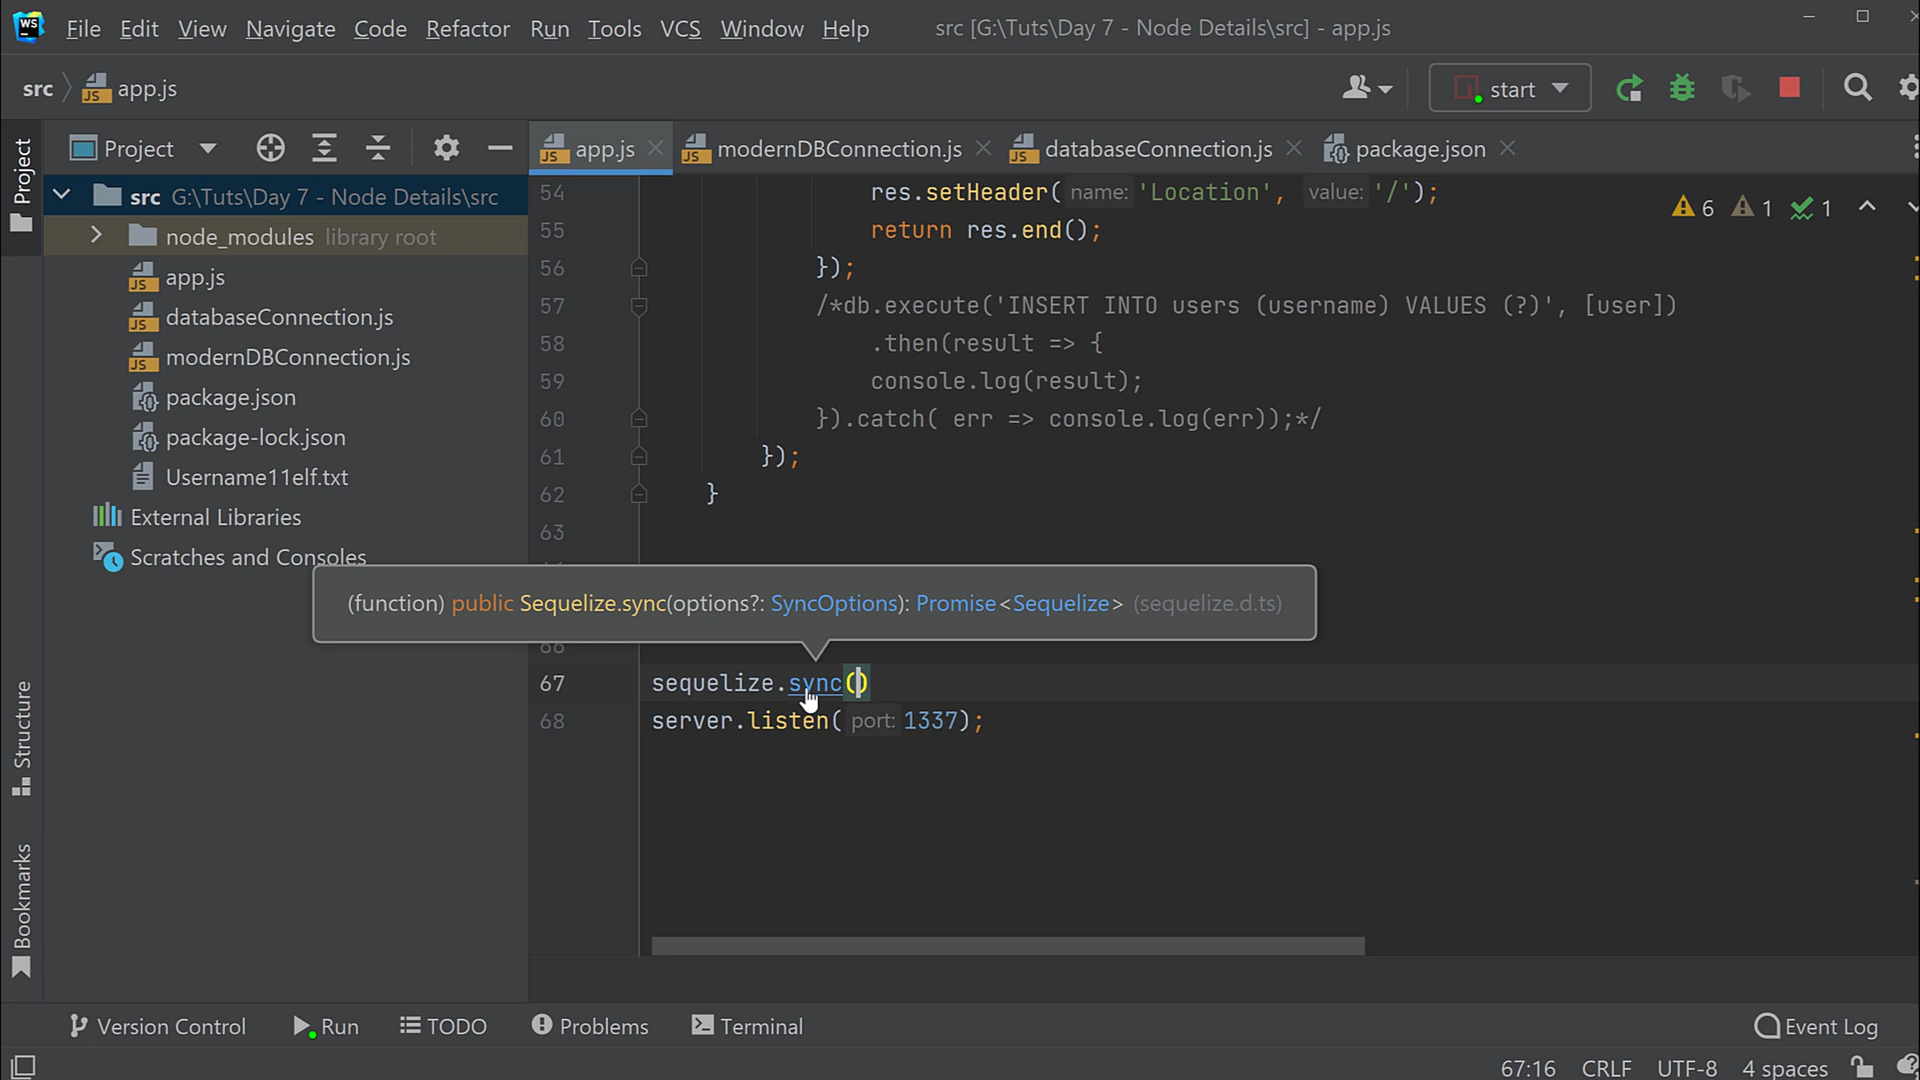 WS File Edit View Navigate Code Refactor Run Tools VCS Window Help src [G:\Tuts\Day 7 - Node Details\src] - app.js
src app.js start
Project app.js modernDBConnection.js databaseConnection.js package.json
Project
src G:\Tuts\Day 7 - Node Details\src
node_modules library root
app.js
databaseConnection.js
modernDBConnection.js
package.json
package-lock.json
Username11elf.txt
External Libraries
Scratches and Consoles
6 1 1
54 res.setHeader( name: 'Location', value: '/');
55 return res.end();
56 });
57 /*db.execute('INSERT INTO users (username) VALUES (?)', [user])
58 .then(result => {
59 console.log(result);
60 }).catch( err => console.log(err));*/
61 });
62 }
63
(function) public Sequelize.sync(options?: SyncOptions): Promise<Sequelize> (sequelize.d.ts)
66
67 sequelize.sync()
68 server.listen( port: 1337);
Structure
Bookmarks
Version Control Run TODO Problems Terminal Event Log
67:16 CRLF UTF-8 4 spaces